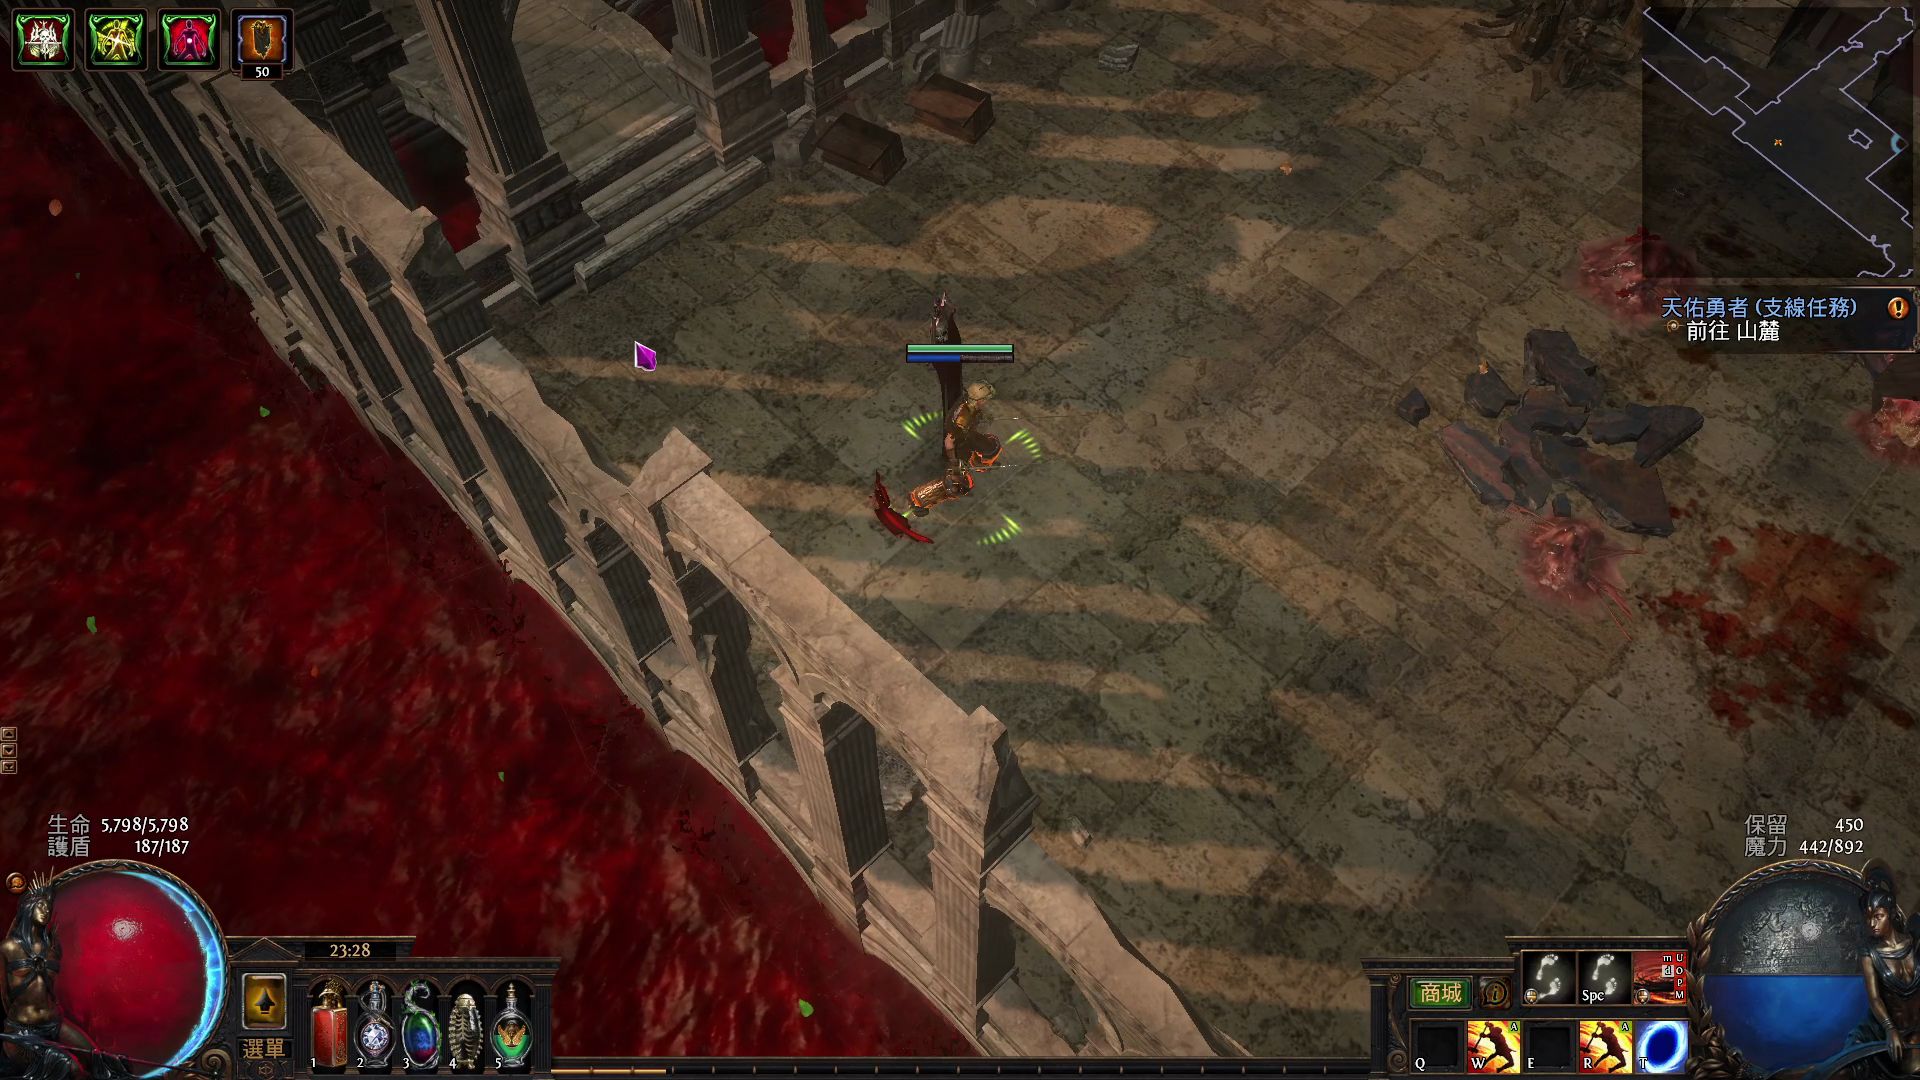 50
天佑勇者 (支線任務)
前往 山麓
生命 5,798/5,798
護盾 187/187
保留 450
魔力 442/892
23:28
選單
1
2
3
4
5
商城
Spc
m U
d O
P
M
Q
W A
E
R A
T